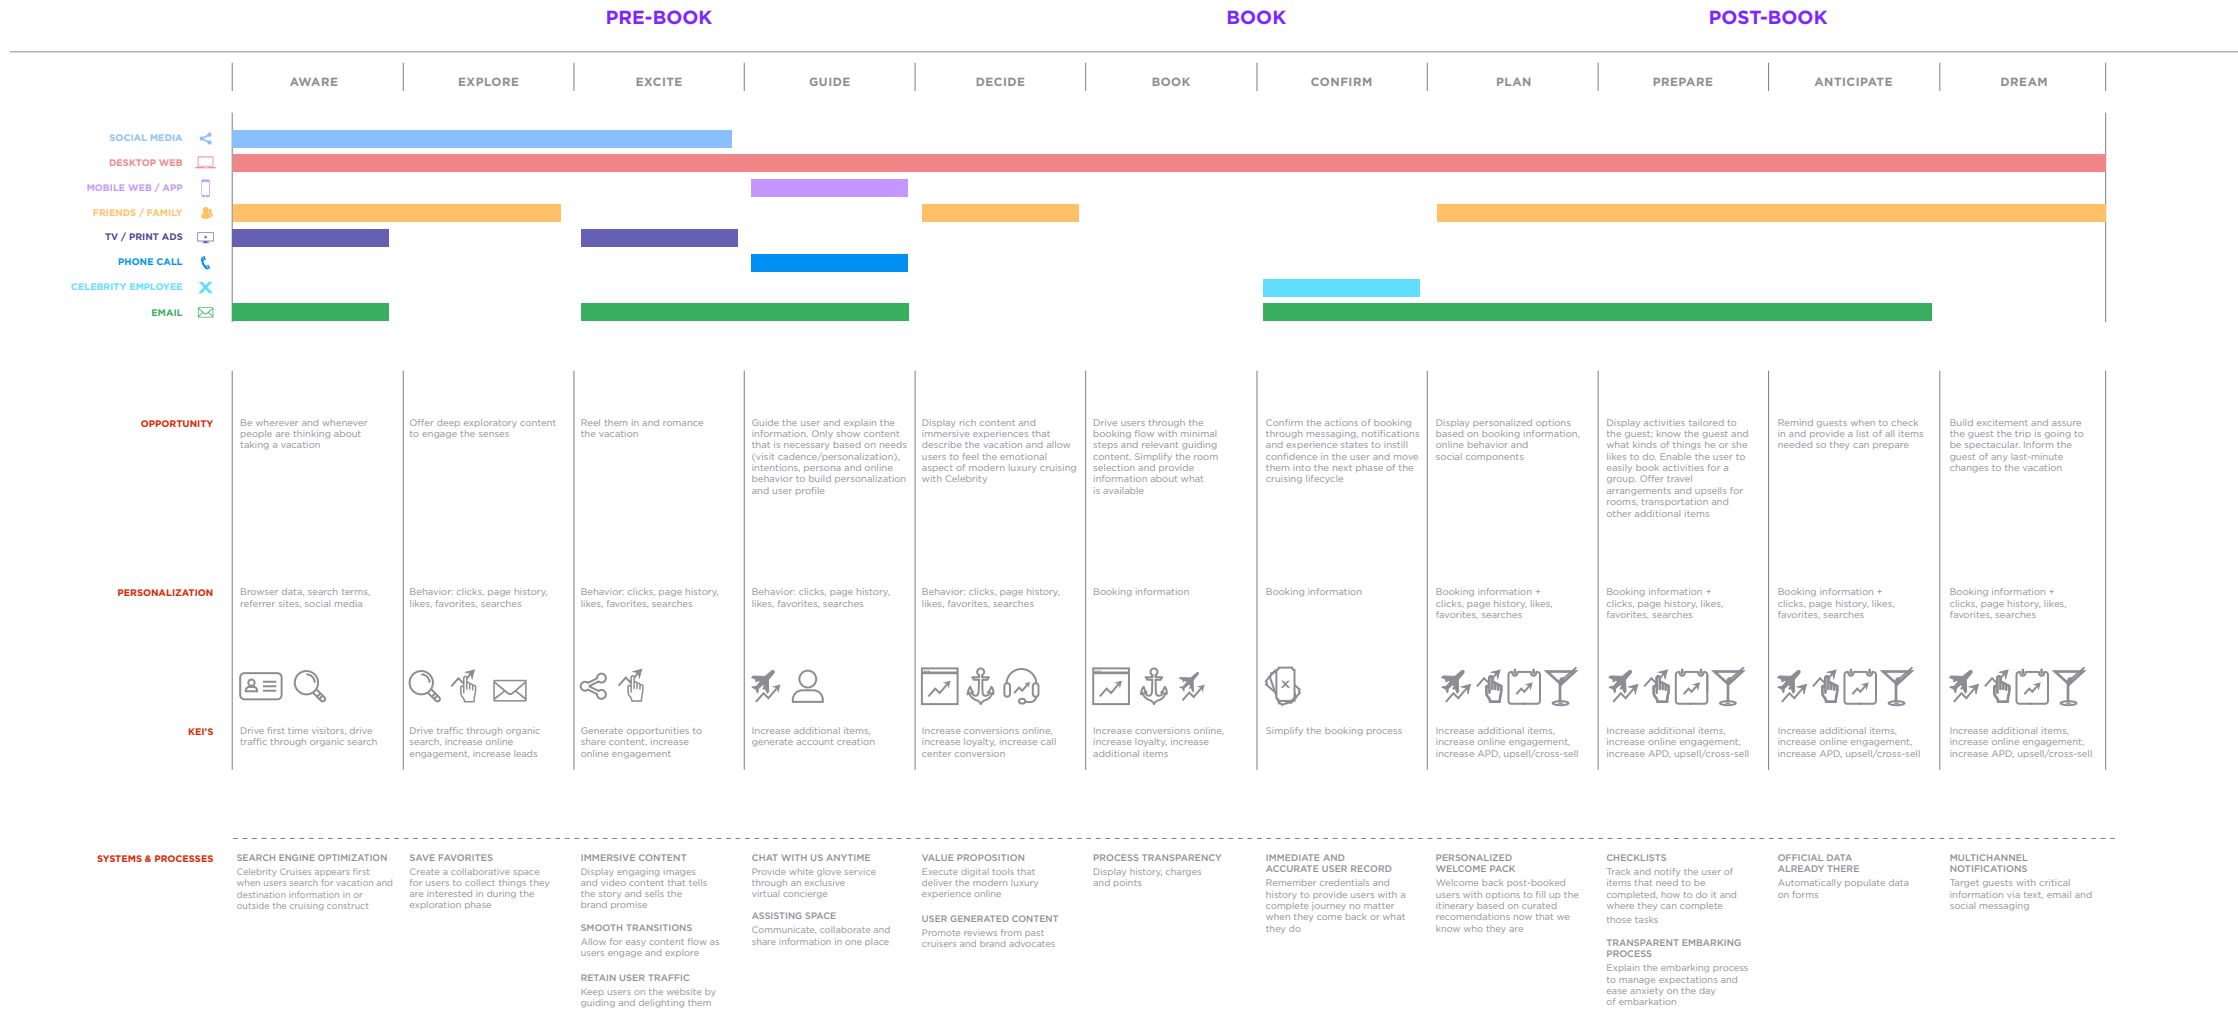 PRE-BOOK
BOOK
POST-BOOK
AWARE
EXPLORE
EXCITE
GUIDE
DECIDE
BOOK
CONFIRM
PLAN
PREPARE
ANTICIPATE
DREAM
SOCIAL MEDIA
DESKTOP WEB
MOBILE WEB / APP
FRIENDS / FAMILY
TV / PRINT ADS
PHONE CALL
CELEBRITY EMPLOYEE
EMAIL
OPPORTUNITY
Be wherever and whenever
people are thinking about
taking a vacation
Offer deep exploratory content
to engage the senses
Reel them in and romance
the vacation
Guide the user and explain the
information. Only show content
that is necessary based on needs
(visit cadence/personalization),
intentions, persona and online
behavior to build personalization
and user profile
Display rich content and
immersive experiences that
describe the vacation and allow
users to feel the emotional
aspect of modern luxury cruising
with Celebrity
Drive users through the
booking flow with minimal
steps and relevant guiding
content. Simplify the room
selection and provide
information about what
is available
Confirm the actions of booking
through messaging, notifications
and experience states to instill
confidence in the user and move
them into the next phase of the
cruising lifecycle
Display personalized options
based on booking information,
online behavior and
social components
Display activities tailored to
the guest; know the guest and
what kinds of things he or she
likes to do. Enable the user to
easily book activities for a
group. Offer travel
arrangements and upsells for
rooms, transportation and
other additional items
Remind guests when to check
in and provide a list of all items
needed so they can prepare
Build excitement and assure
the guest the trip is going to
be spectacular. Inform the
guest of any last-minute
changes to the vacation
PERSONALIZATION
Browser data, search terms,
referrer sites, social media
Behavior: clicks, page history,
likes, favorites, searches
Behavior: clicks, page history,
likes, favorites, searches
Behavior: clicks, page history,
likes, favorites, searches
Behavior: clicks, page history,
likes, favorites, searches
Booking information
Booking information
Booking information +
clicks, page history, likes,
favorites, searches
Booking information +
clicks, page history, likes,
favorites, searches
Booking information +
clicks, page history, likes,
favorites, searches
Booking information +
clicks, page history, likes,
favorites, searches
KEI'S
Drive first time visitors, drive
traffic through organic search
Drive traffic through organic
search, increase online
engagement, increase leads
Generate opportunities to
share content, increase
online engagement
Increase additional items,
generate account creation
Increase conversions online,
increase loyalty, increase call
center conversion
Increase conversions online,
increase loyalty, increase
additional items
Simplify the booking process
Increase additional items,
increase online engagement,
increase APD, upsell/cross-sell
Increase additional items,
increase online engagement,
increase APD, upsell/cross-sell
Increase additional items,
increase online engagement,
increase APD, upsell/cross-sell
Increase additional items,
increase online engagement,
increase APD, upsell/cross-sell
SYSTEMS & PROCESSES
SEARCH ENGINE OPTIMIZATION
Celebrity Cruises appears first
when users search for vacation and
destination information in or
outside the cruising construct
SAVE FAVORITES
Create a collaborative space
for users to collect things they
are interested in during the
exploration phase
IMMERSIVE CONTENT
Display engaging images
and video content that tells
the story and sells the
brand promise
SMOOTH TRANSITIONS
Allow for easy content flow as
users engage and explore
RETAIN USER TRAFFIC
Keep users on the website by
guiding and delighting them
CHAT WITH US ANYTIME
Provide white glove service
through an exclusive
virtual concierge
ASSISTING SPACE
Communicate, collaborate and
share information in one place
VALUE PROPOSITION
Execute digital tools that
deliver the modern luxury
experience online
USER GENERATED CONTENT
Promote reviews from past
cruisers and brand advocates
PROCESS TRANSPARENCY
Display history, charges
and points
IMMEDIATE AND
ACCURATE USER RECORD
Remember credentials and
history to provide users with a
complete journey no matter
when they come back or what
they do
PERSONALIZED
WELCOME PACK
Welcome back post-booked
users with options to fill up the
itinerary based on curated
recomendations now that we
know who they are
CHECKLISTS
Track and notify the user of
items that need to be
completed, how to do it and
where they can complete
those tasks
TRANSPARENT EMBARKING
PROCESS
Explain the embarking process
to manage expectations and
ease anxiety on the day
of embarkation
OFFICIAL DATA
ALREADY THERE
Automatically populate data
on forms
MULTICHANNEL
NOTIFICATIONS
Target guests with critical
information via text, email and
social messaging